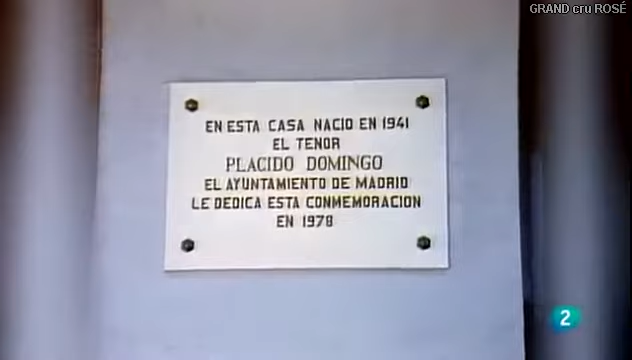 GRAND cru ROSÉ
EN ESTA CASA NACIO EN 1941
EL TENOR
PLACIDO DOMINGO
EL AYUNTAMIENTO DE MADRID
LE DEDICA ESTA CONMEMORACION
EN 1978
2